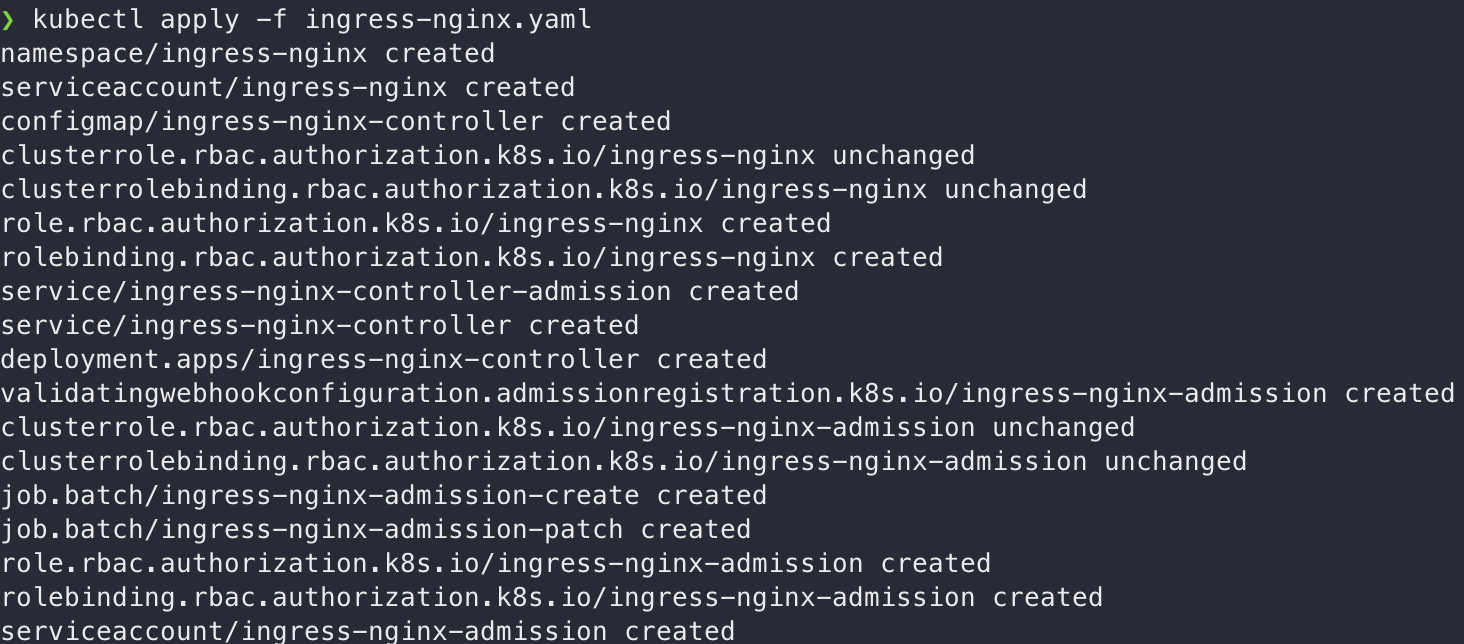 ❯ kubectl apply -f ingress-nginx.yaml
namespace/ingress-nginx created
serviceaccount/ingress-nginx created
configmap/ingress-nginx-controller created
clusterrole.rbac.authorization.k8s.io/ingress-nginx unchanged
clusterrolebinding.rbac.authorization.k8s.io/ingress-nginx unchanged
role.rbac.authorization.k8s.io/ingress-nginx created
rolebinding.rbac.authorization.k8s.io/ingress-nginx created
service/ingress-nginx-controller-admission created
service/ingress-nginx-controller created
deployment.apps/ingress-nginx-controller created
validatingwebhookconfiguration.admissionregistration.k8s.io/ingress-nginx-admission created
clusterrole.rbac.authorization.k8s.io/ingress-nginx-admission unchanged
clusterrolebinding.rbac.authorization.k8s.io/ingress-nginx-admission unchanged
job.batch/ingress-nginx-admission-create created
job.batch/ingress-nginx-admission-patch created
role.rbac.authorization.k8s.io/ingress-nginx-admission created
rolebinding.rbac.authorization.k8s.io/ingress-nginx-admission created
serviceaccount/ingress-nginx-admission created